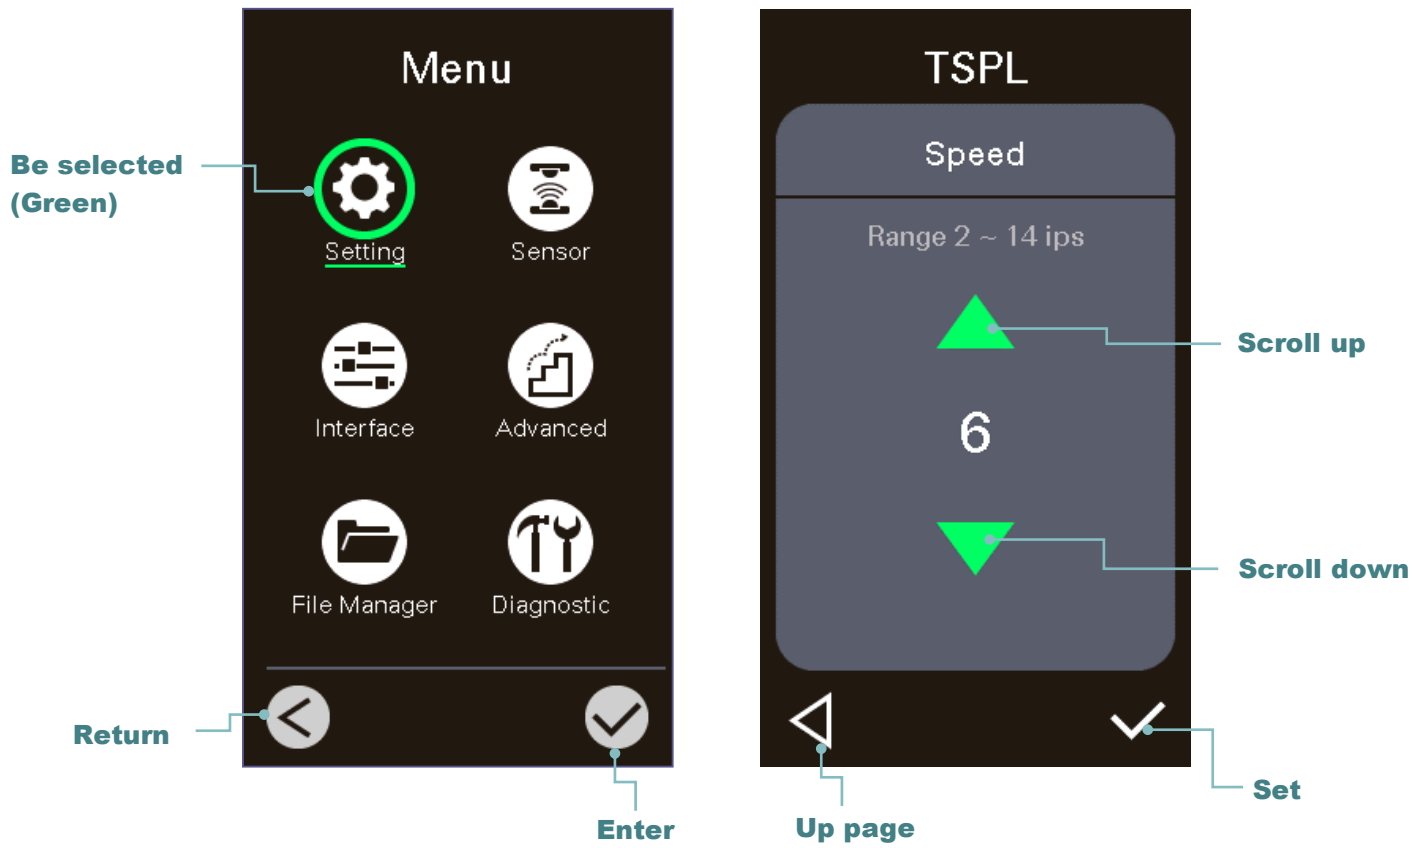 Menu
Be selected
(Green)
Setting
Sensor
Interface
Advanced
File Manager
Diagnostic
Return
Enter
TSPL
Speed
Range 2 ~ 14 ips
Scroll up
6
Scroll down
Set
Up page